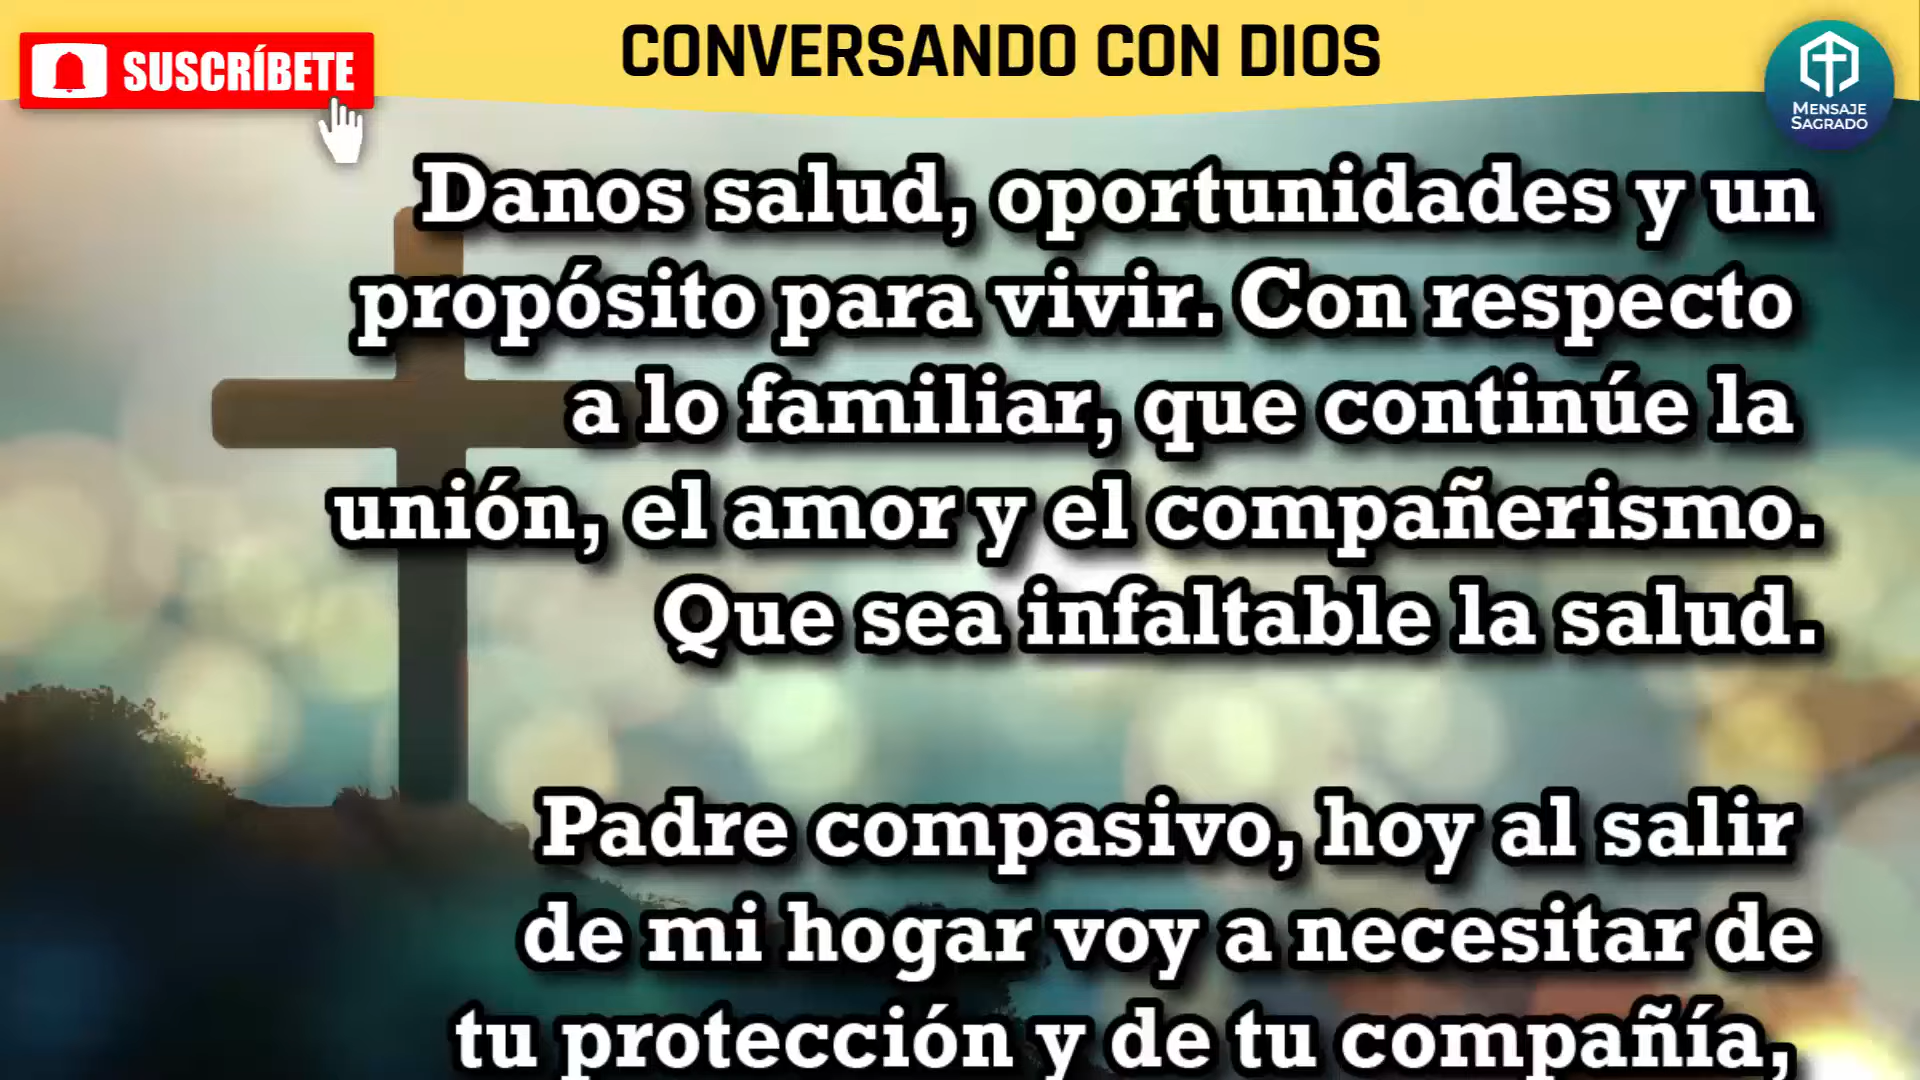 CONVERSANDO CON DIOS
SUSCRÍBETE
MENSAJE
SAGRADO
Danos salud, oportunidades y un
propósito para vivir. Con respecto
a lo familiar, que continúe la
unión, el amor y el compañerismo.
Que sea infaltable la salud.
Padre compasivo, hoy al salir
de mi hogar voy a necesitar de
tu protección y de tu compañía,